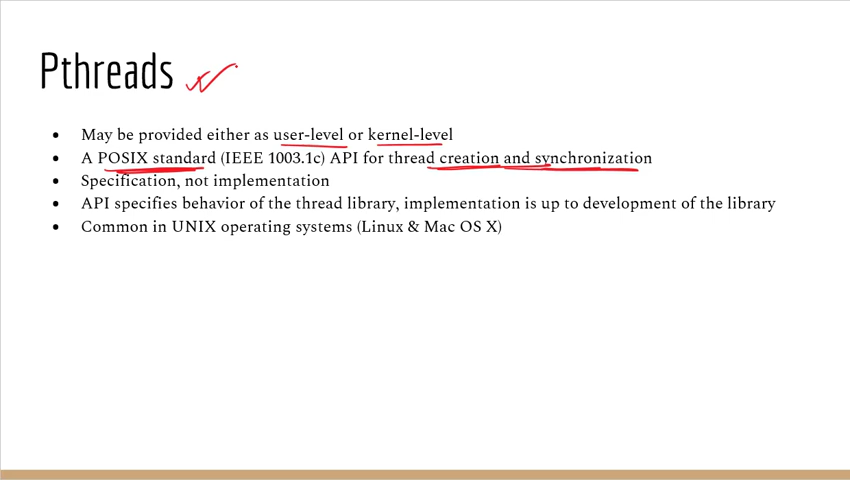 Pthreads
• May be provided either as user-level or kernel-level
• A POSIX standard (IEEE 1003.1c) API for thread creation and synchronization
• Specification, not implementation
• API specifies behavior of the thread library, implementation is up to development of the library
• Common in UNIX operating systems (Linux & Mac OS X)